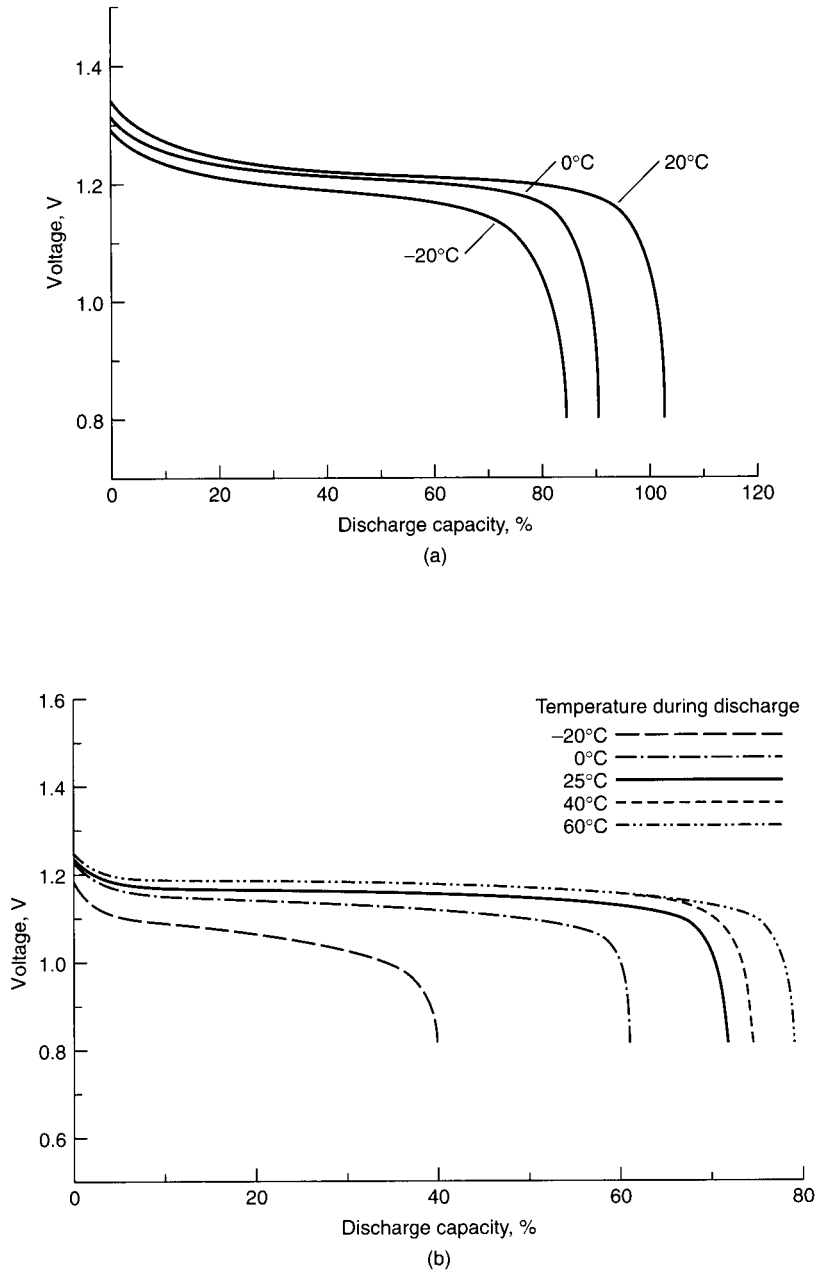 1.4
1.2
1.0
0.8
Voltage, V
0°C
20°C
–20°C
0 20 40 60 80 100 120
Discharge capacity, %
(a)
1.6
1.4
1.2
1.0
0.8
0.6
Voltage, V
Temperature during discharge
–20°C
0°C
25°C
40°C
60°C
0 20 40 60 80
Discharge capacity, %
(b)